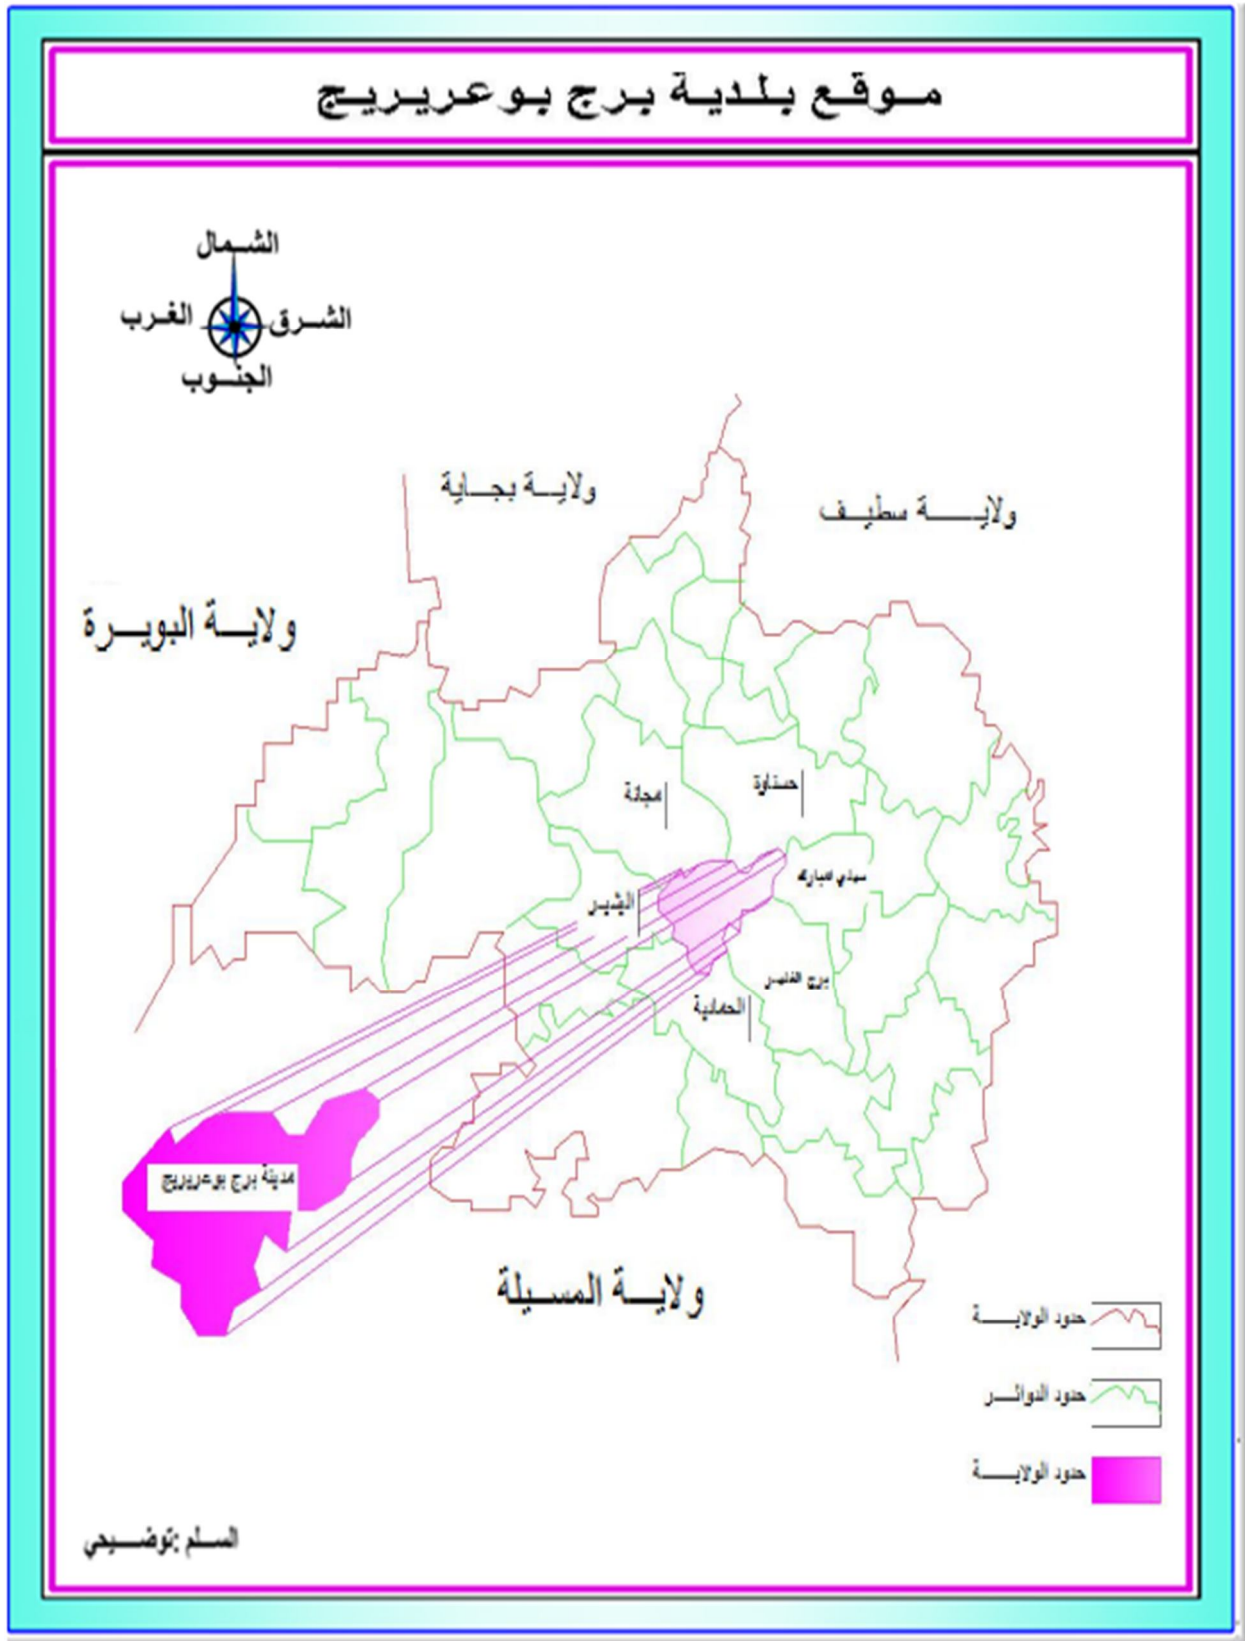 موقع بلدية برج بوعريريج
الشمال
الغرب
الشرق
الجنوب
ولاية بجاية
ولاية سطيف
ولاية البويرة
مجانة
حسناوة
سيدي امبارك
اليشير
برج الغدير
الحمادية
مدينة برج بوعريريج
ولاية المسيلة
حدود الولاية
حدود الدوائر
حدود الولاية
السلم :توضيحي